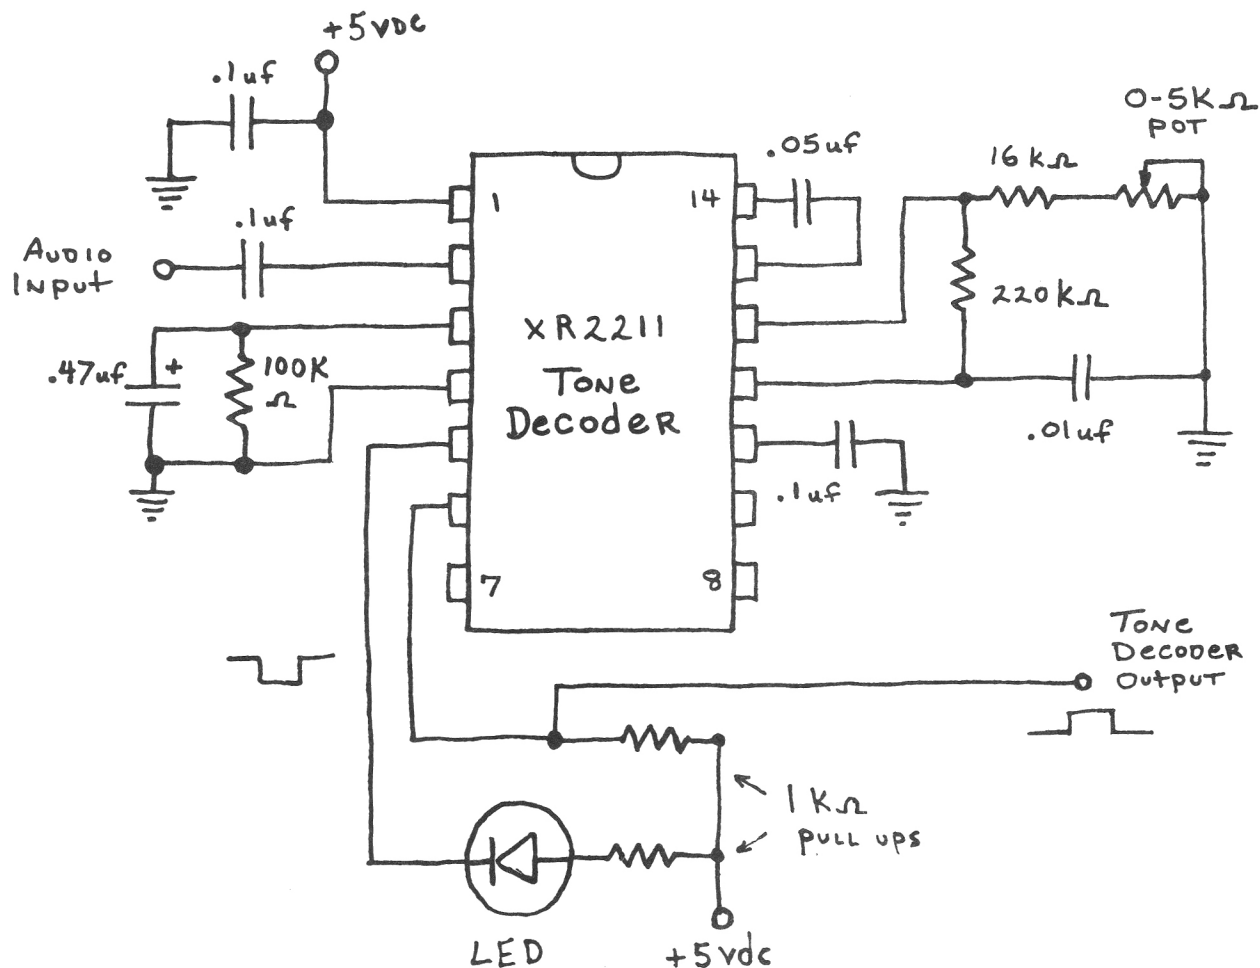 +5vDC
.1uf
AUDIO
INPUT
.1uf
.47uf
+
100K
Ω
1
14
7
8
XR2211
TONE
DecoDER
.05uf
0-5KΩ
POT
16KΩ
220KΩ
.01uf
.1uf
TONE
DECODER
Output
1KΩ
PULL UPS
LED
+5vdc